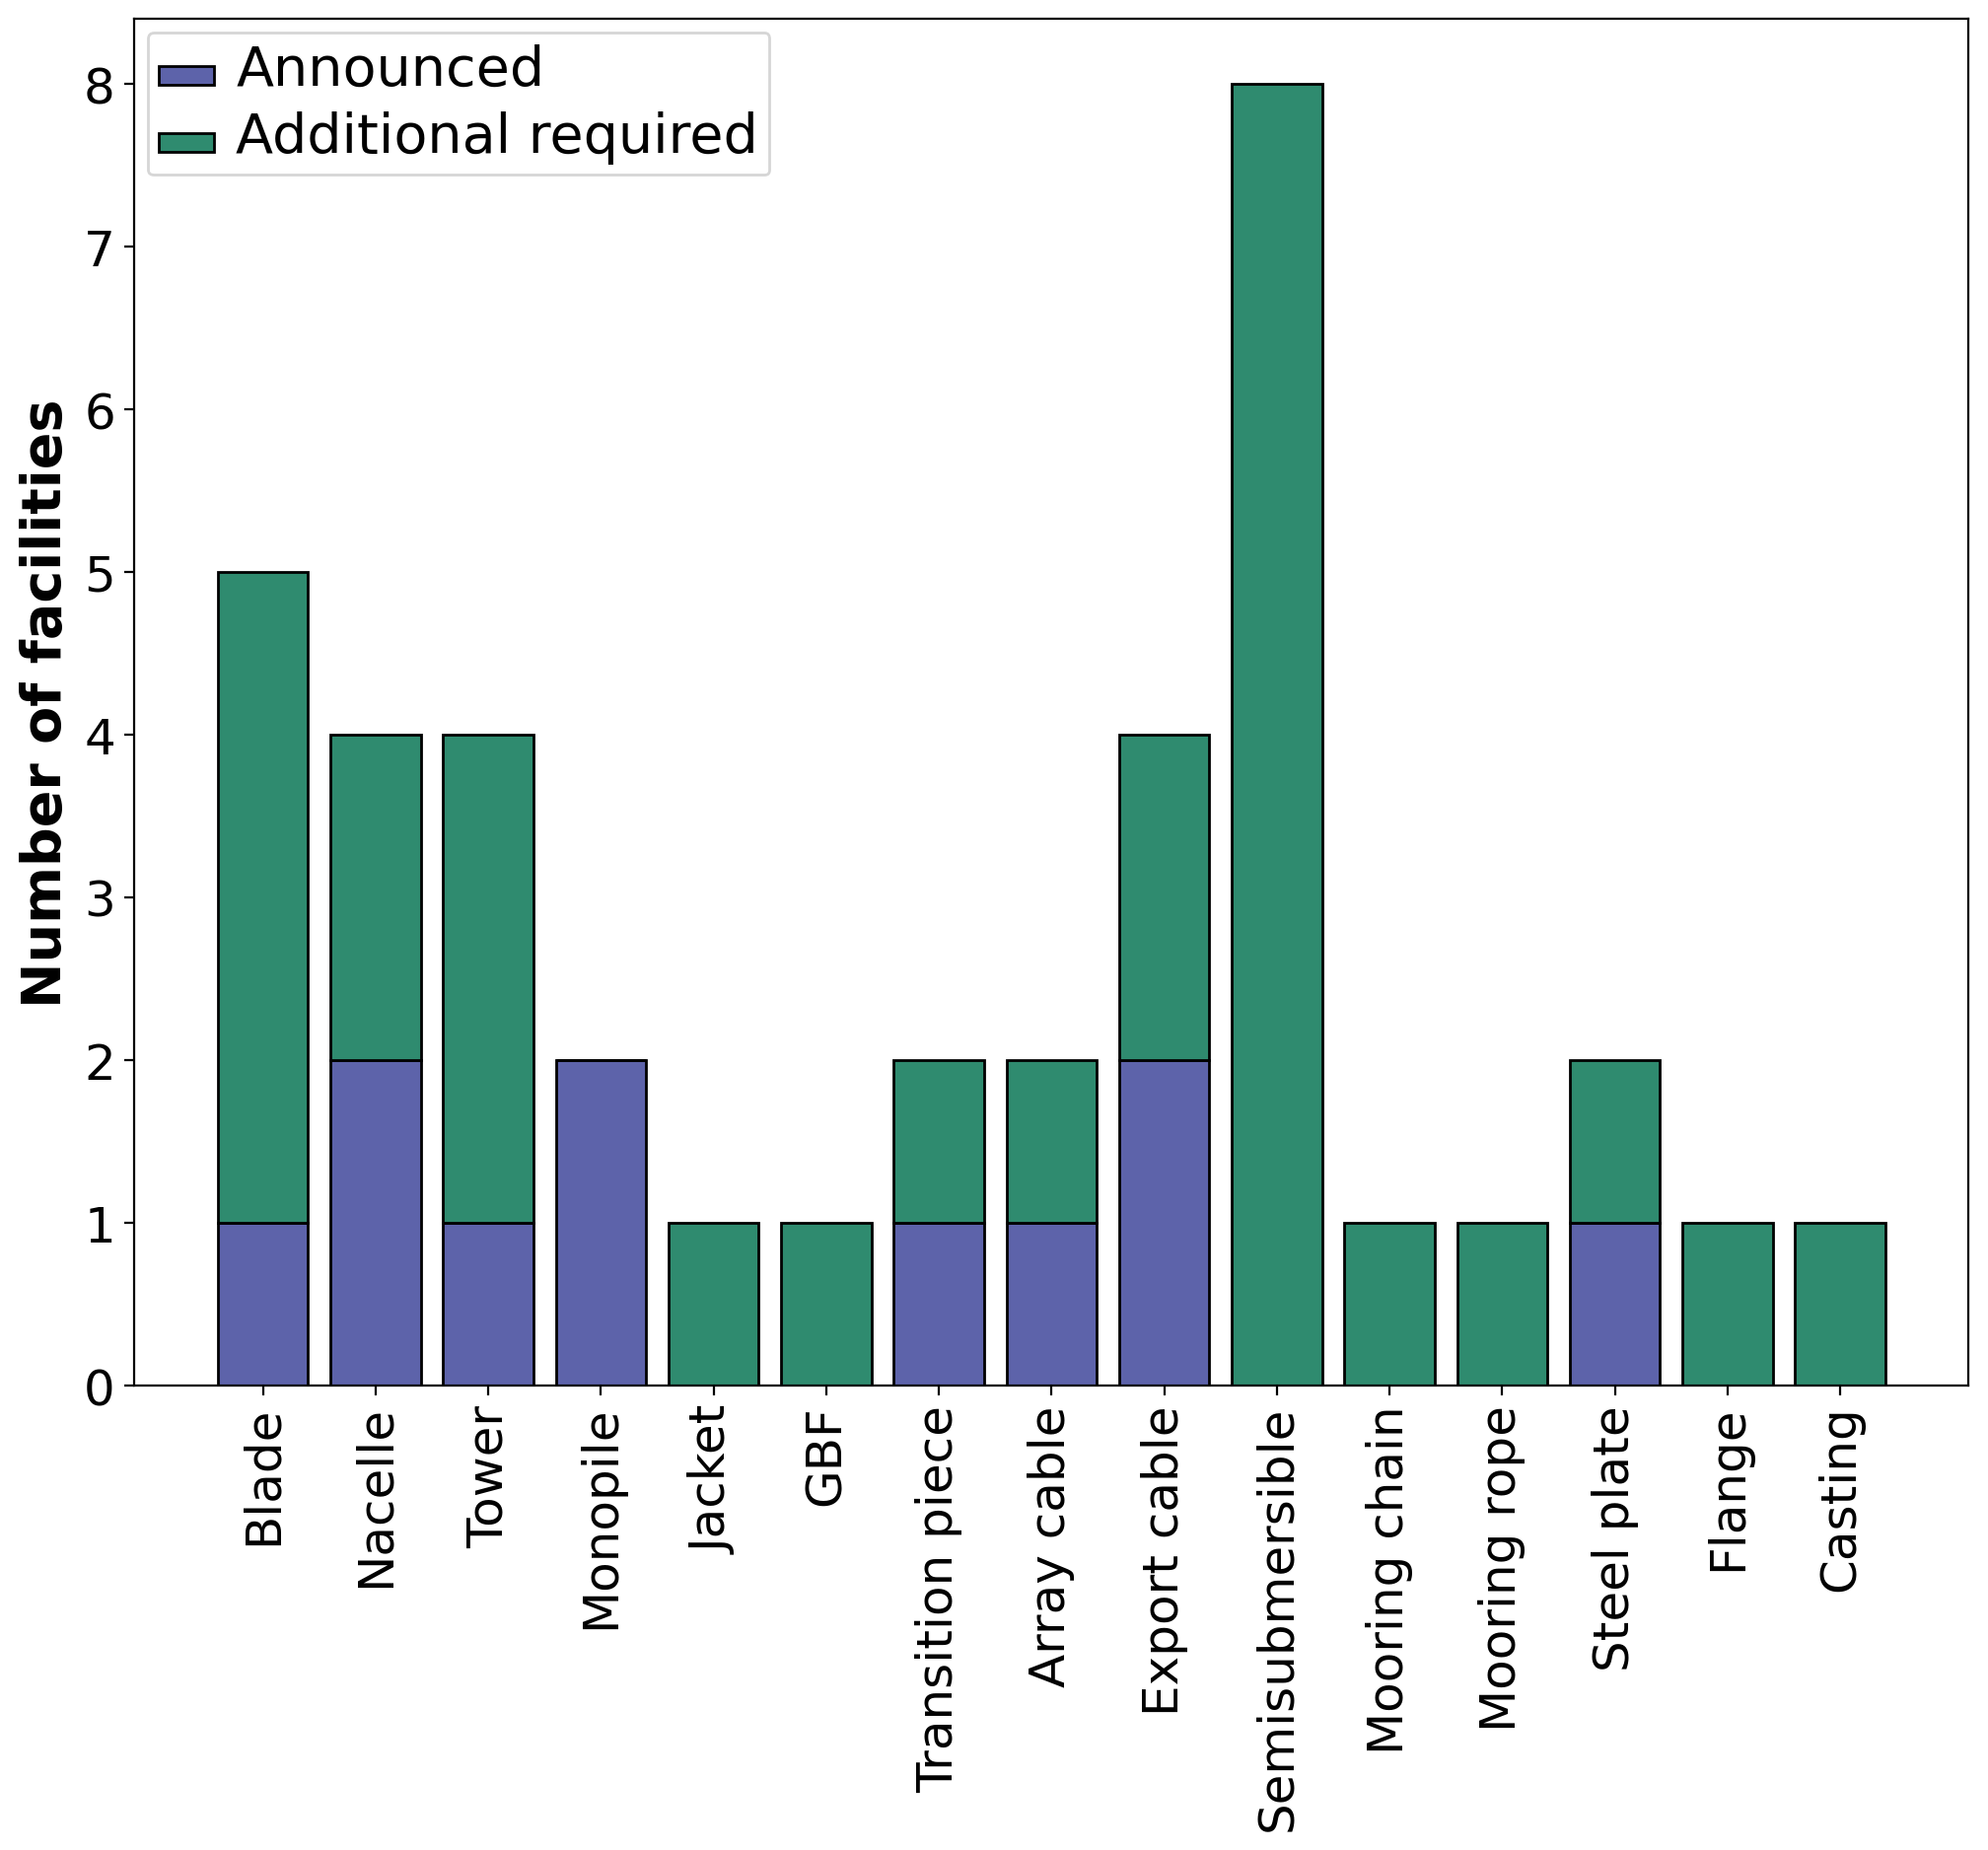 Announced
Additional required
8
7
6
5
4
3
2
1
0
Number of facilities
Blade
Nacelle
Tower
Monopile
Jacket
GBF
Transition piece
Array cable
Export cable
Semisubmersible
Mooring chain
Mooring rope
Steel plate
Flange
Casting